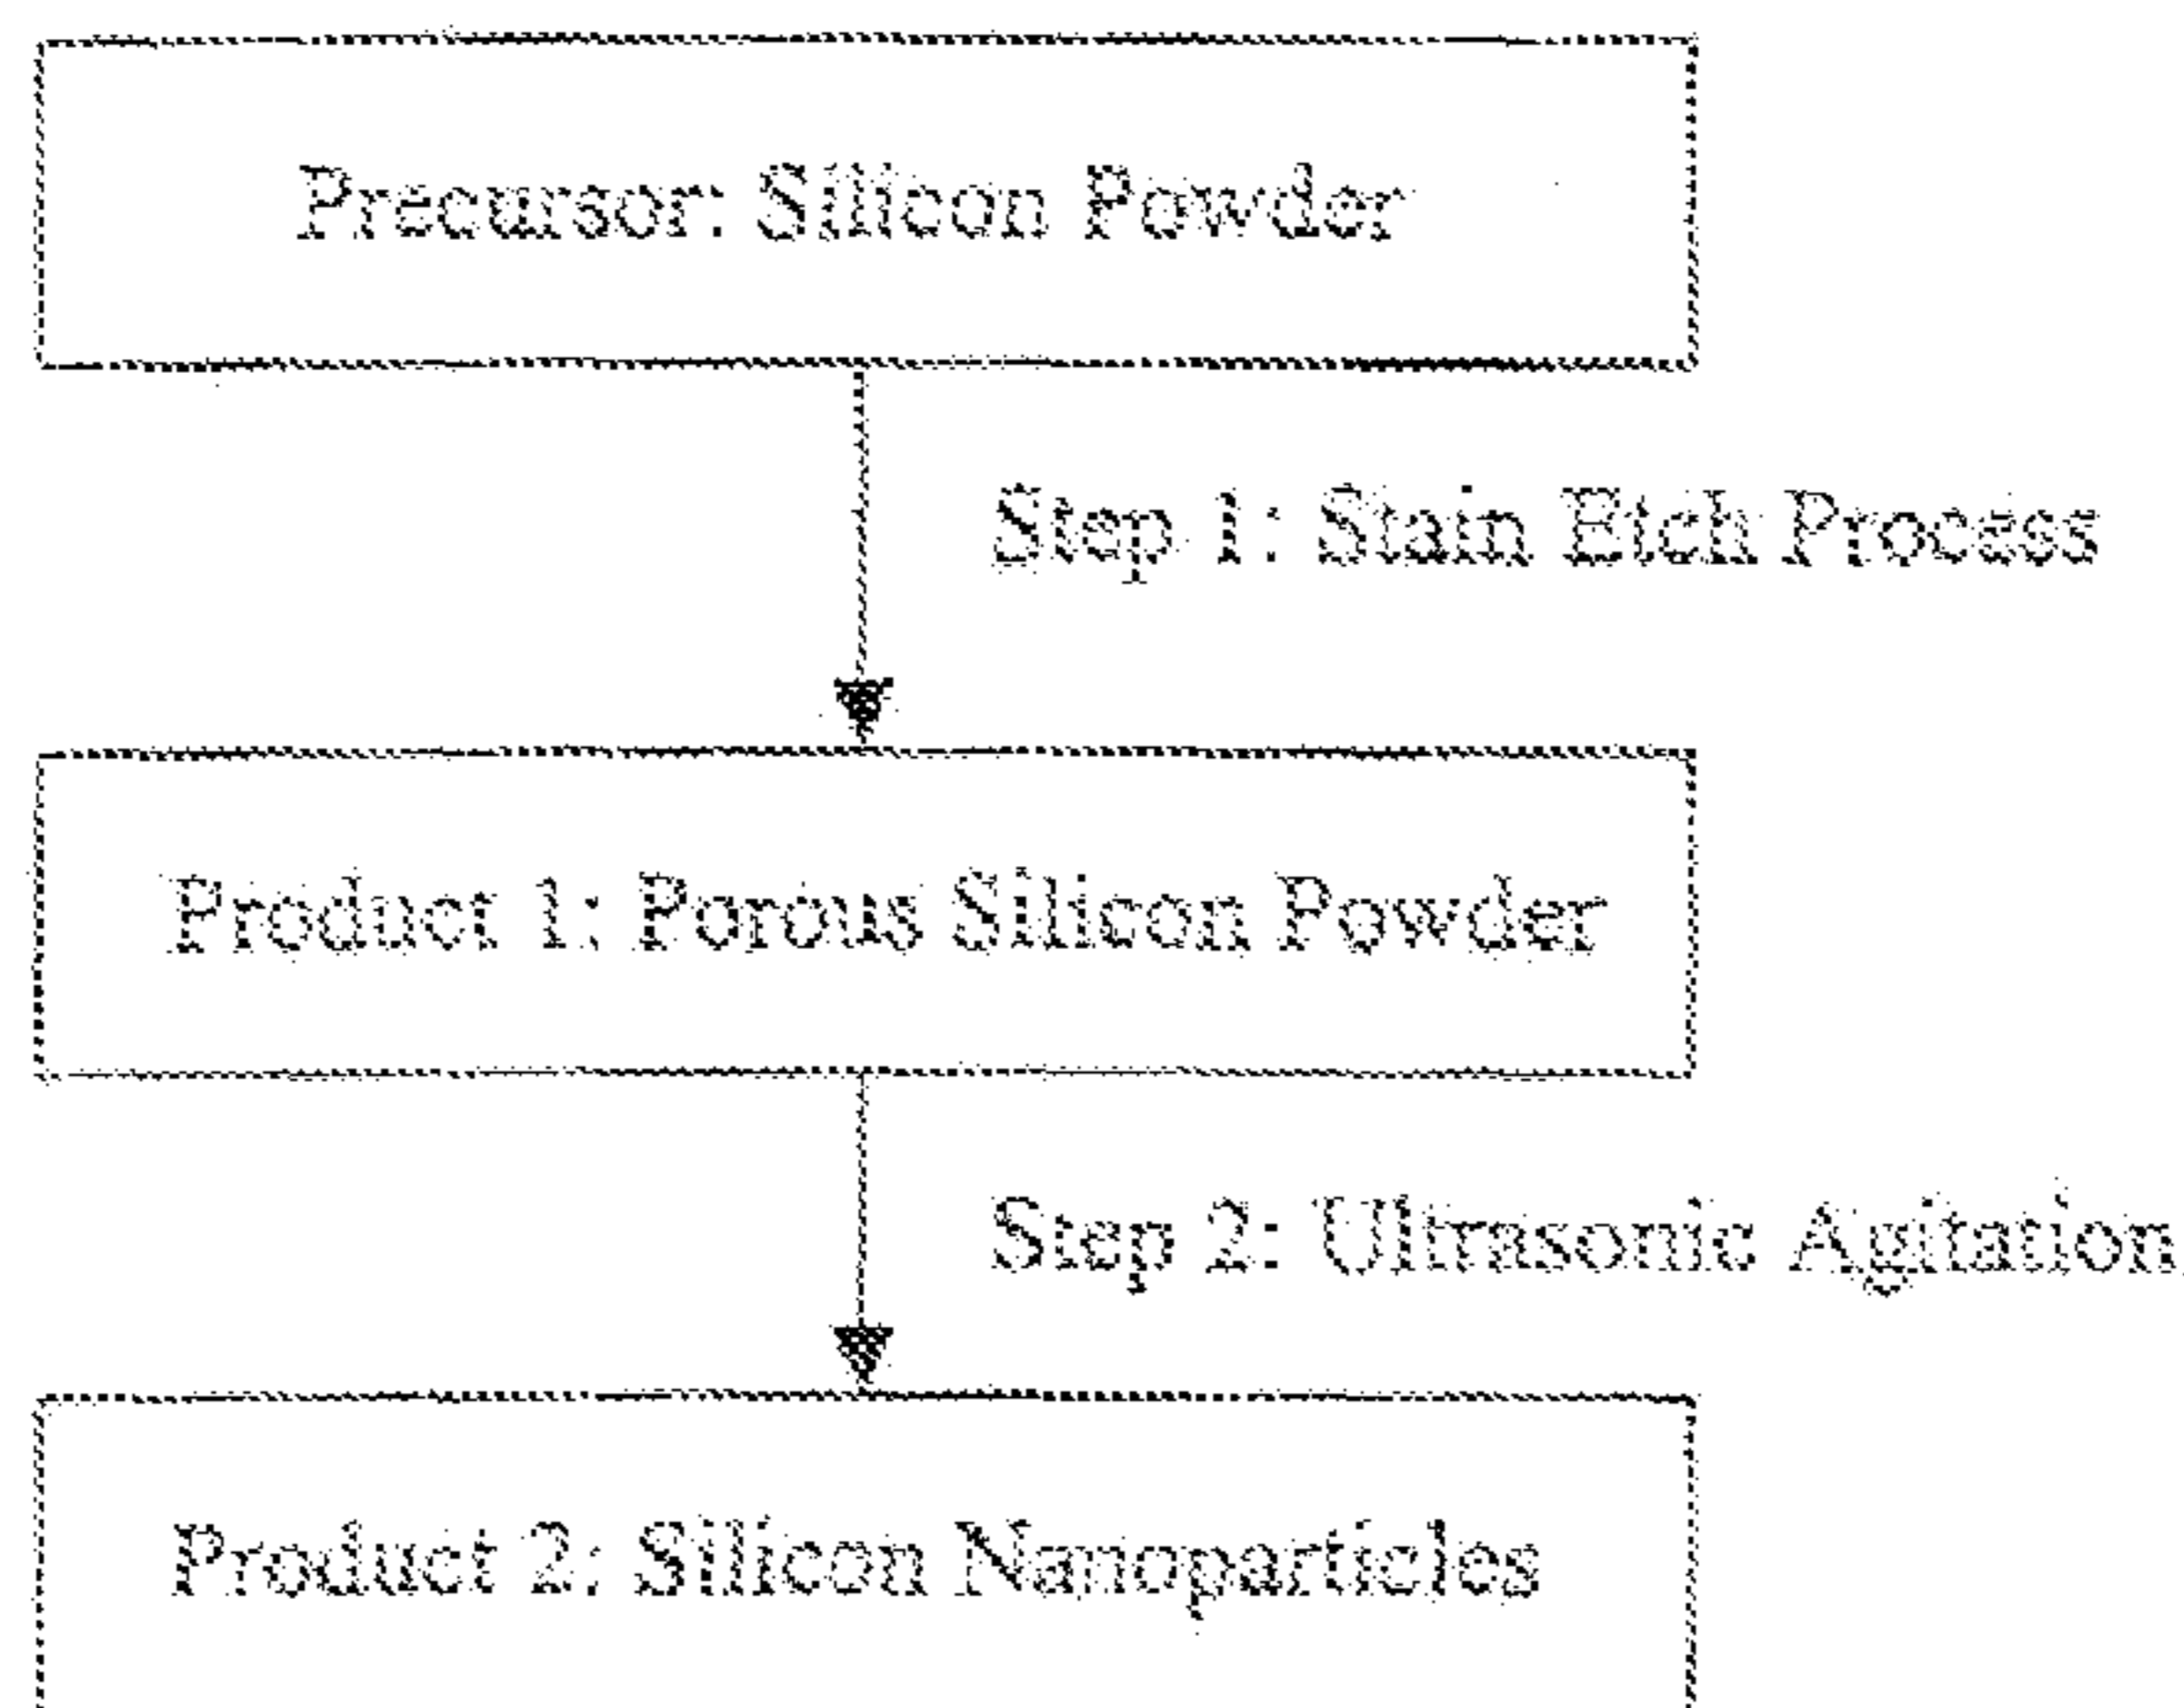 Precursor: Silicon Powder
Step 1: Stain Etch Process
Product 1: Porous Silicon Powder
Step 2: Ultrasonic Agitation
Product 2: Silicon Nanoparticles